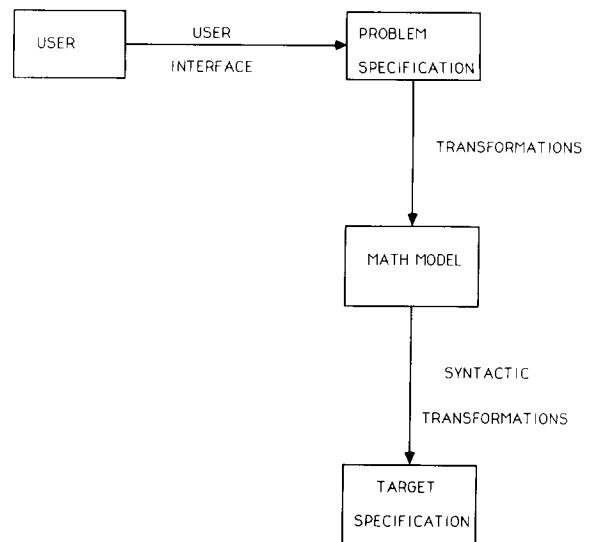 USER
USER
INTERFACE
PROBLEM
SPECIFICATION
TRANSFORMATIONS
MATH MODEL
SYNTACTIC
TRANSFORMATIONS
TARGET
SPECIFICATION